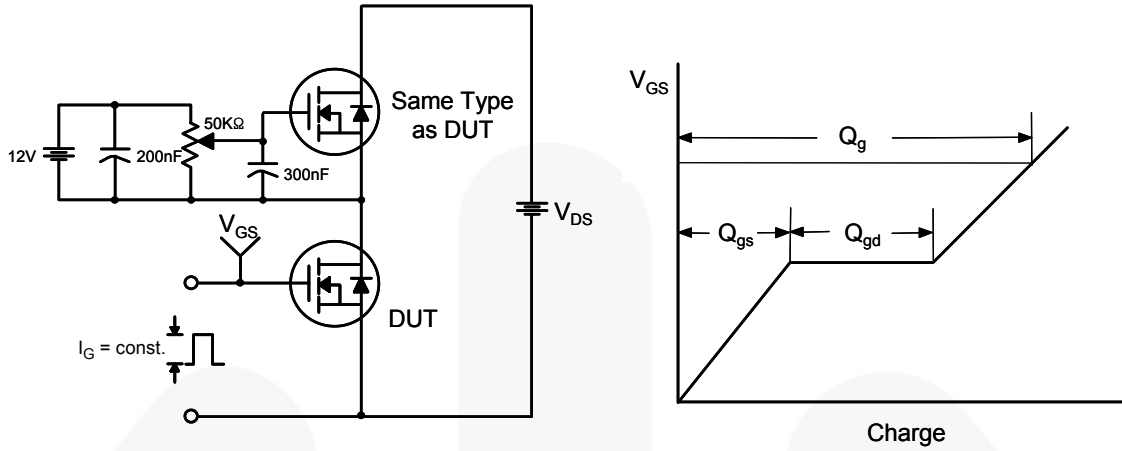 Same Type
as DUT
50KΩ
12V
200nF
300nF
V_GS
V_DS
DUT
I_G = const.
V_GS
Q_g
Q_gs
Q_gd
Charge